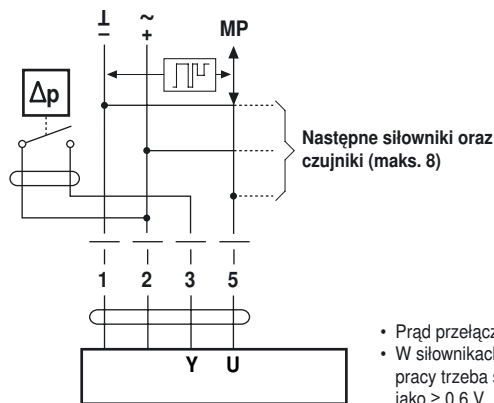 ⊥ ~
– + MP
Δp
Następne siłowniki oraz
czujniki (maks. 8)
1 2 3 5
Y U
• Prąd przełącz
• W siłownikach
pracy trzeba s
jako ≥ 0,6 V